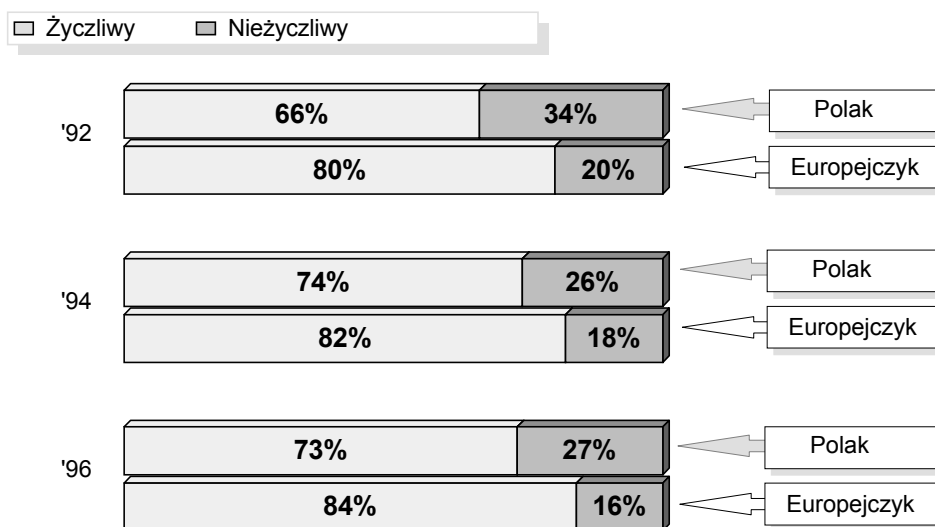 Życzliwy Nieżyczliwy
66% 34% Polak
'92
80% 20% Europejczyk
74% 26% Polak
'94
82% 18% Europejczyk
73% 27% Polak
'96
84% 16% Europejczyk